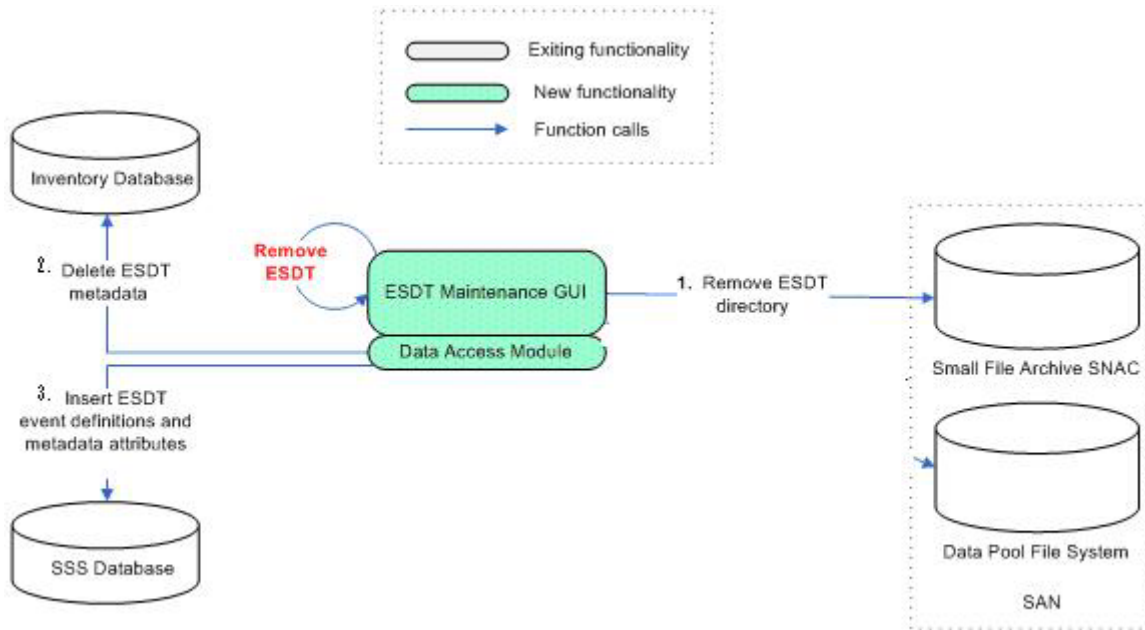 Exiting functionality
New functionality
Function calls
Inventory Database
2. Delete ESDT
metadata
Remove
ESDT
ESDT Maintenance GUI
Data Access Module
1. Remove ESDT
directory
Small File Archive SNAC
3. Insert ESDT
event definitions and
metadata attributes
SSS Database
Data Pool File System
SAN